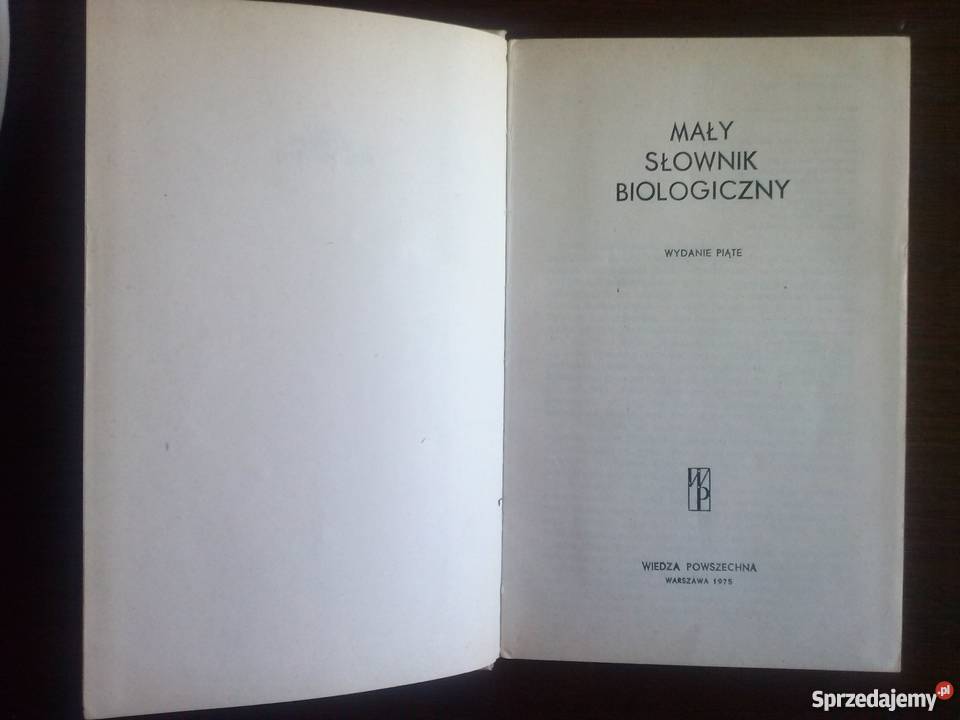 MAŁY
SŁOWNIK
BIOLOGICZNY
WYDANIE PIĄTE
WP
WIEDZA POWSZECHNA
WARSZAWA 1975
Sprzedajemy.pl